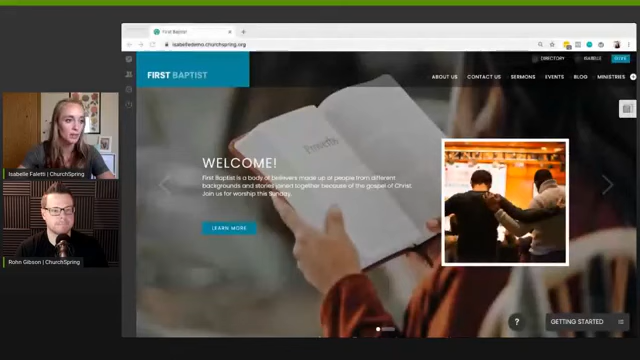 First Baptist
isabelledemo.churchspring.org
DIRECTORY
ISABELLE
GIVE
FIRST BAPTIST
ABOUT US
CONTACT US
SERMONS
EVENTS
BLOG
MINISTRIES
Proverbs
WELCOME!
First Baptist is a body of believers made up of people from different
backgrounds and stories joined together because of the gospel of Christ.
Join us for worship this Sunday.
LEARN MORE
Isabelle Faletti | ChurchSpring
Rohn Gibson | ChurchSpring
?
GETTING STARTED